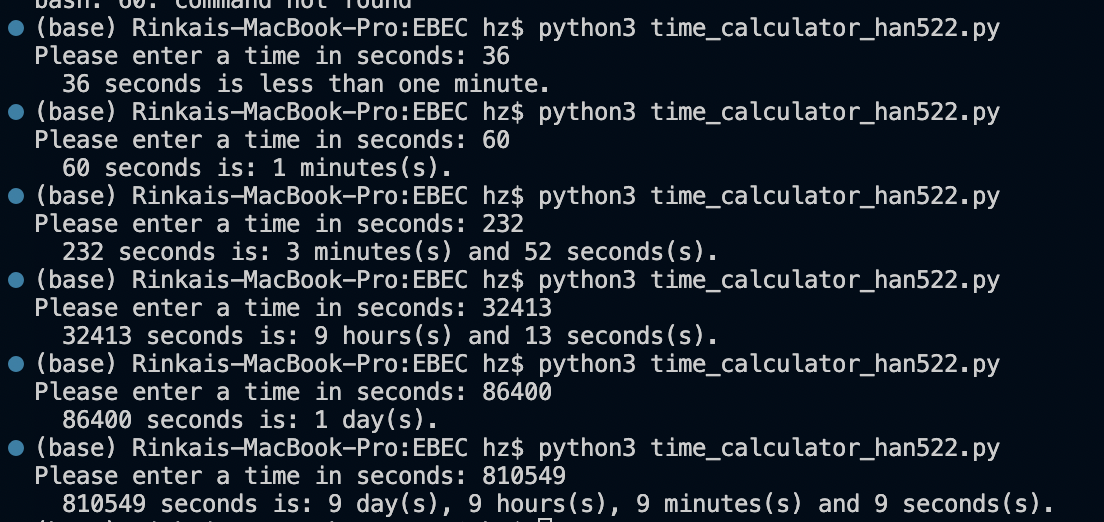 bash: 60: command not found
(base) Rinkais-MacBook-Pro:EBEC hz$ python3 time_calculator_han522.py
Please enter a time in seconds: 36
  36 seconds is less than one minute.
(base) Rinkais-MacBook-Pro:EBEC hz$ python3 time_calculator_han522.py
Please enter a time in seconds: 60
  60 seconds is: 1 minutes(s).
(base) Rinkais-MacBook-Pro:EBEC hz$ python3 time_calculator_han522.py
Please enter a time in seconds: 232
  232 seconds is: 3 minutes(s) and 52 seconds(s).
(base) Rinkais-MacBook-Pro:EBEC hz$ python3 time_calculator_han522.py
Please enter a time in seconds: 32413
  32413 seconds is: 9 hours(s) and 13 seconds(s).
(base) Rinkais-MacBook-Pro:EBEC hz$ python3 time_calculator_han522.py
Please enter a time in seconds: 86400
  86400 seconds is: 1 day(s).
(base) Rinkais-MacBook-Pro:EBEC hz$ python3 time_calculator_han522.py
Please enter a time in seconds: 810549
  810549 seconds is: 9 day(s), 9 hours(s), 9 minutes(s) and 9 seconds(s).